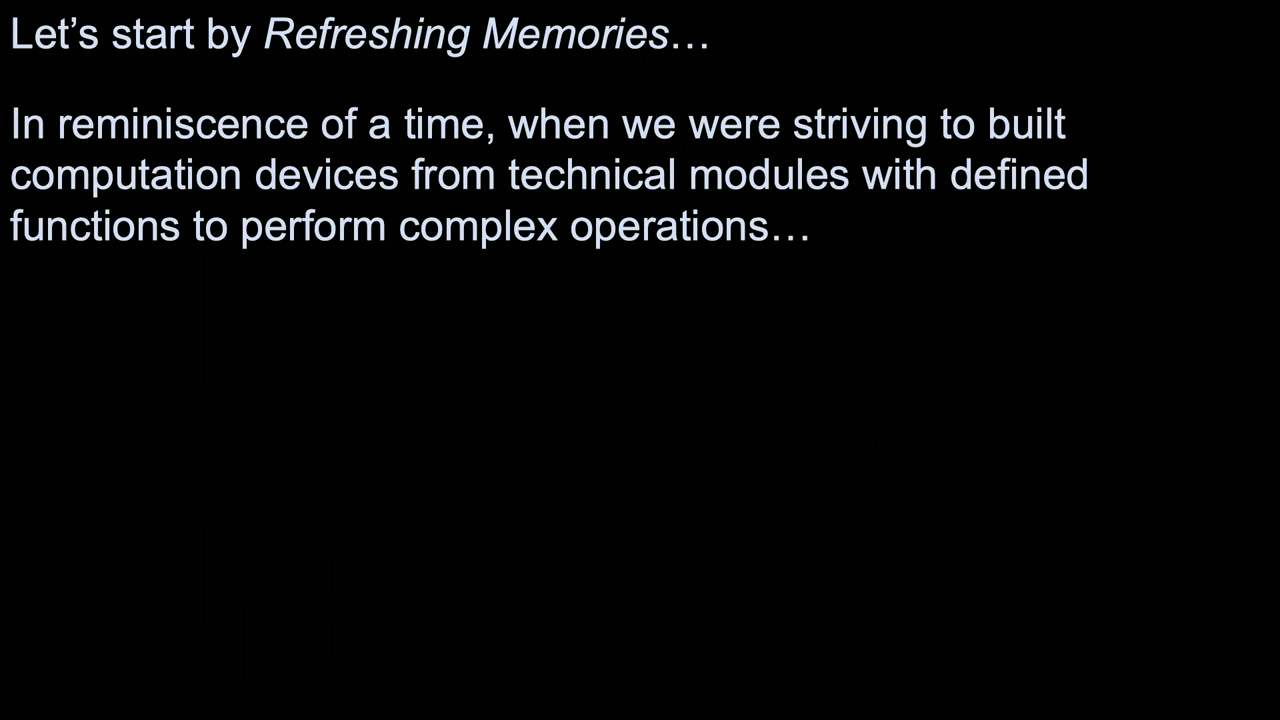 Let’s start by Refreshing Memories…
In reminiscence of a time, when we were striving to built
computation devices from technical modules with defined
functions to perform complex operations…